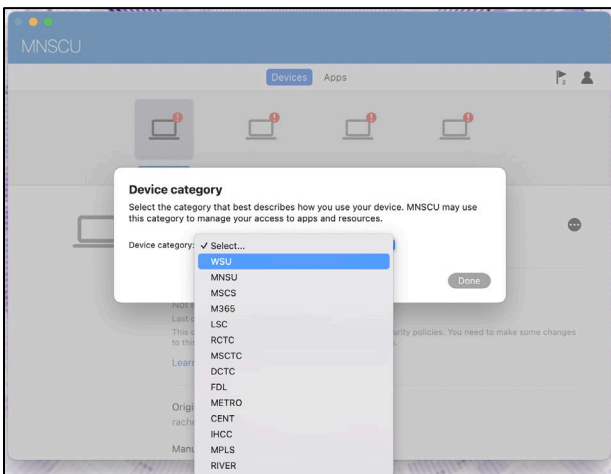 MNSCU
Devices Apps
2
Device category
Select the category that best describes how you use your device. MNSCU may use
this category to manage your access to apps and resources.
Device category: ✓ Select...
WSU
MNSU
Done
MSCS
M365
LSC
Last
This urity policies. You need to make some changes
to this
RCTC
MSCTC
Learn
DCTC
FDL
METRO
Origi
CENT
rache
IHCC
Manu
MPLS
RIVER